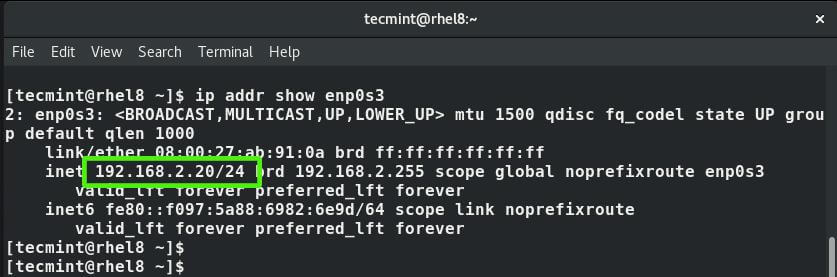 tecmint@rhel8:~
File Edit View Search Terminal Help
[tecmint@rhel8 ~]$ ip addr show enp0s3
2: enp0s3: <BROADCAST,MULTICAST,UP,LOWER_UP> mtu 1500 qdisc fq_codel state UP grou
p default qlen 1000
link/ether 08:00:27:ab:91:0a brd ff:ff:ff:ff:ff:ff
inet 192.168.2.20/24 brd 192.168.2.255 scope global noprefixroute enp0s3
valid_lft forever preferred_lft forever
inet6 fe80::f097:5a88:6982:6e9d/64 scope link noprefixroute
valid_lft forever preferred_lft forever
[tecmint@rhel8 ~]$
[tecmint@rhel8 ~]$